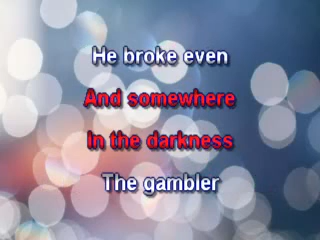 He broke even
And somewhere
In the darkness
The gambler